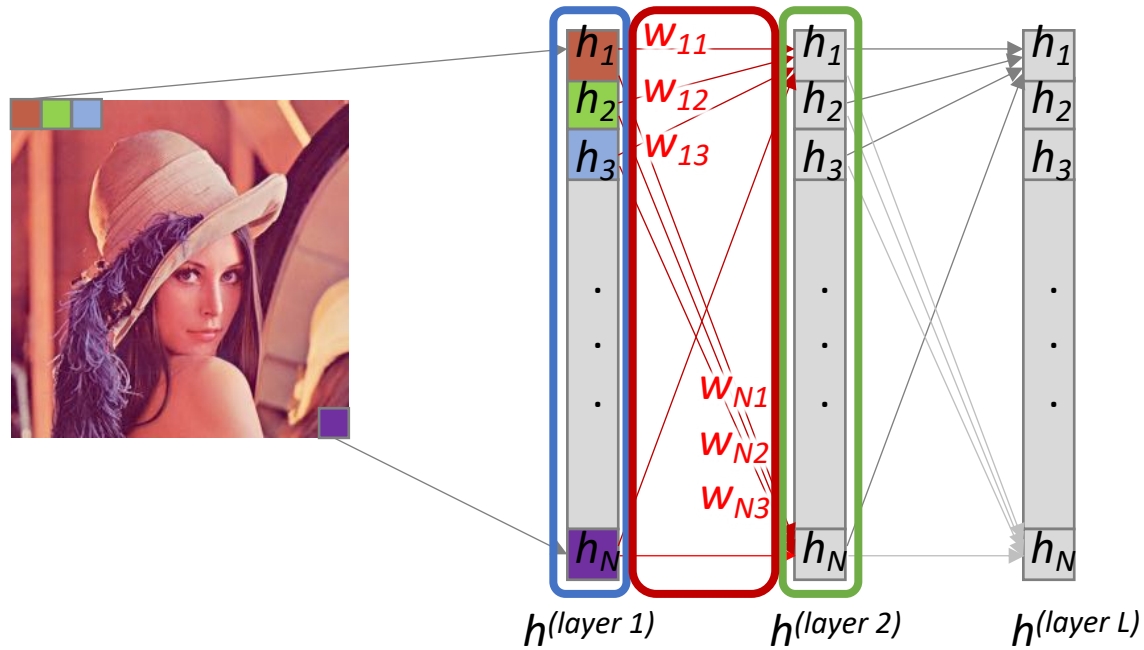 h1 w11 h1 h1
h2 w12 h2 h2
h3 w13 h3 h3
. . .
. . .
. wN1 . .
wN2
wN3
hN hN hN
h(layer 1) h(layer 2) h(layer L)